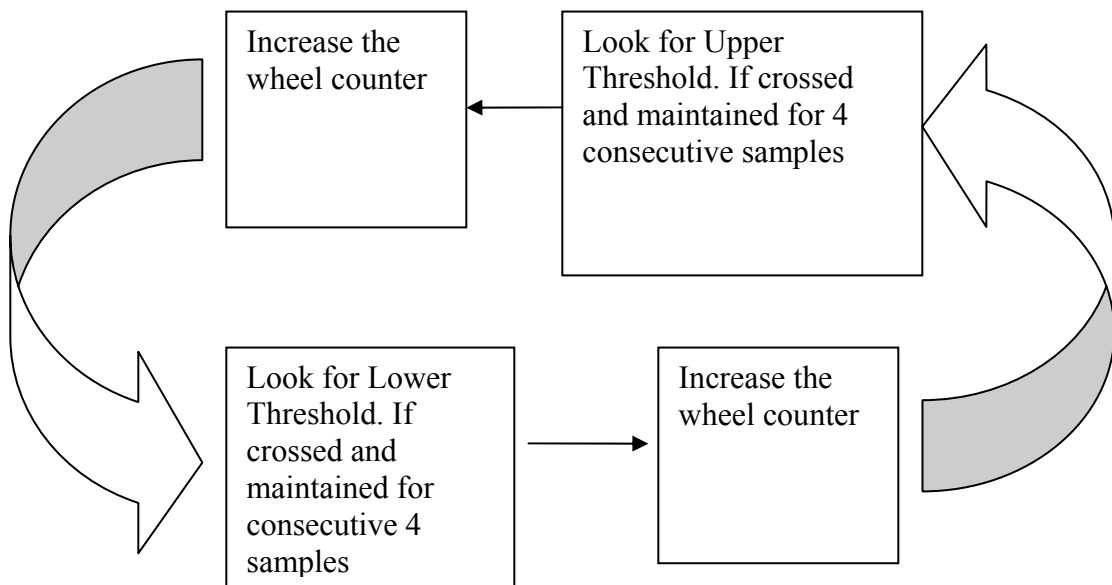 Increase the
wheel counter
Look for Upper
Threshold. If crossed
and maintained for 4
consecutive samples
Look for Lower
Threshold. If
crossed and
maintained for
consecutive 4
samples
Increase the
wheel counter